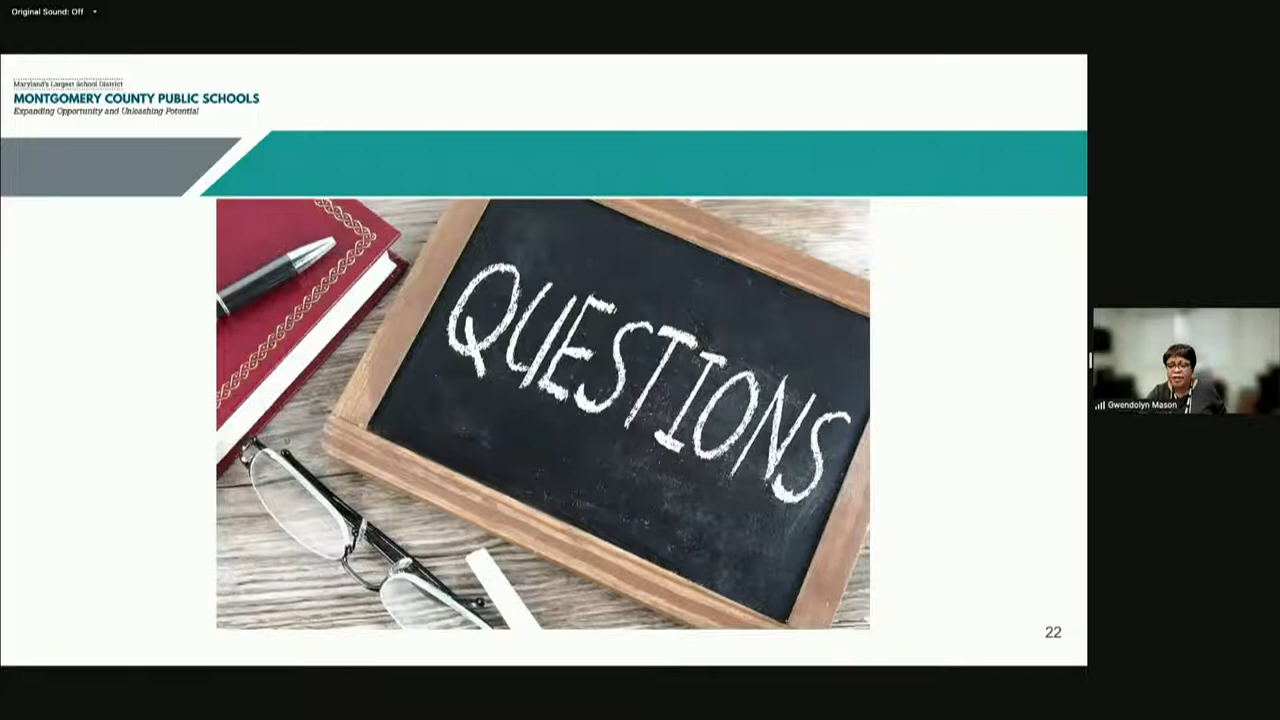 Original Sound: Off
Maryland's Largest School District
MONTGOMERY COUNTY PUBLIC SCHOOLS
Expanding Opportunity and Unleashing Potential
QUESTIONS
Gwendolyn Mason
22